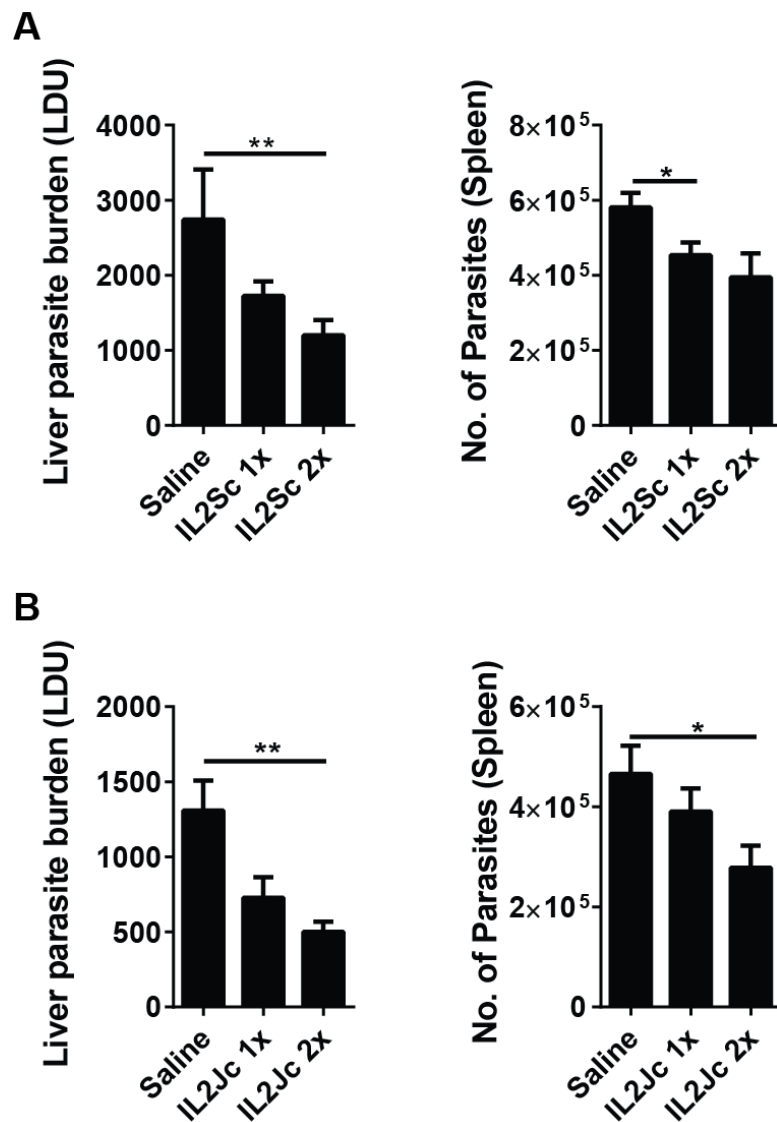 A
Liver parasite burden (LDU)
4000
3000
2000
1000
0
**
Saline
IL2Sc 1x
IL2Sc 2x
No. of Parasites (Spleen)
8×10⁵
6×10⁵
4×10⁵
2×10⁵
0
*
Saline
IL2Sc 1x
IL2Sc 2x
B
Liver parasite burden (LDU)
2000
1500
1000
500
0
**
Saline
IL2Jc 1x
IL2Jc 2x
No. of Parasites (Spleen)
6×10⁵
4×10⁵
2×10⁵
0
*
Saline
IL2Jc 1x
IL2Jc 2x